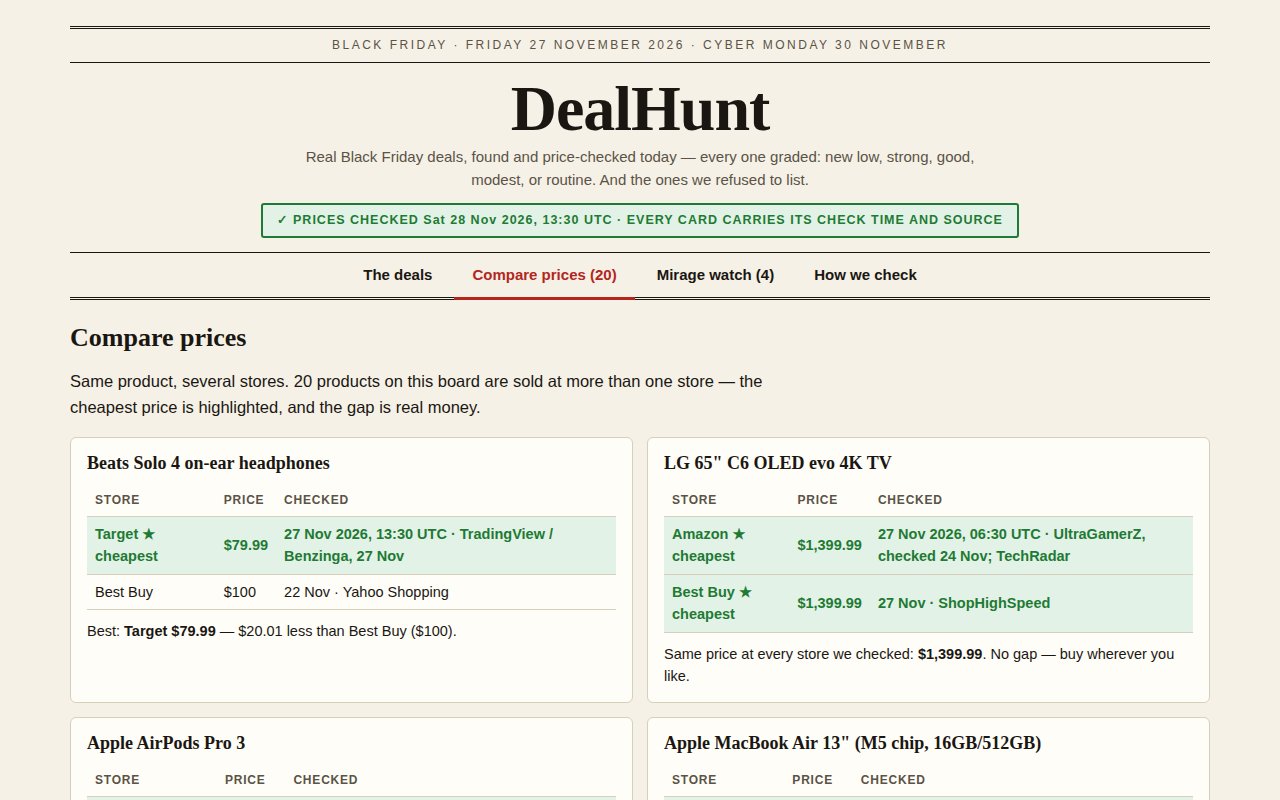 BLACK FRIDAY · FRIDAY 27 NOVEMBER 2026 · CYBER MONDAY 30 NOVEMBER
DealHunt
Real Black Friday deals, found and price-checked today — every one graded: new low, strong, good,
modest, or routine. And the ones we refused to list.
✓ PRICES CHECKED Sat 28 Nov 2026, 13:30 UTC · EVERY CARD CARRIES ITS CHECK TIME AND SOURCE
The deals Compare prices (20) Mirage watch (4) How we check
Compare prices
Same product, several stores. 20 products on this board are sold at more than one store — the
cheapest price is highlighted, and the gap is real money.
Beats Solo 4 on-ear headphones
STORE PRICE CHECKED
Target ★ cheapest $79.99 27 Nov 2026, 13:30 UTC · TradingView /
Benzinga, 27 Nov
Best Buy $100 22 Nov · Yahoo Shopping
Best: Target $79.99 — $20.01 less than Best Buy ($100).
LG 65" C6 OLED evo 4K TV
STORE PRICE CHECKED
Amazon ★ cheapest $1,399.99 27 Nov 2026, 06:30 UTC · UltraGamerZ,
checked 24 Nov; TechRadar
Best Buy ★ cheapest $1,399.99 27 Nov · ShopHighSpeed
Same price at every store we checked: $1,399.99. No gap — buy wherever you
like.
Apple AirPods Pro 3
STORE PRICE CHECKED
Apple MacBook Air 13" (M5 chip, 16GB/512GB)
STORE PRICE CHECKED